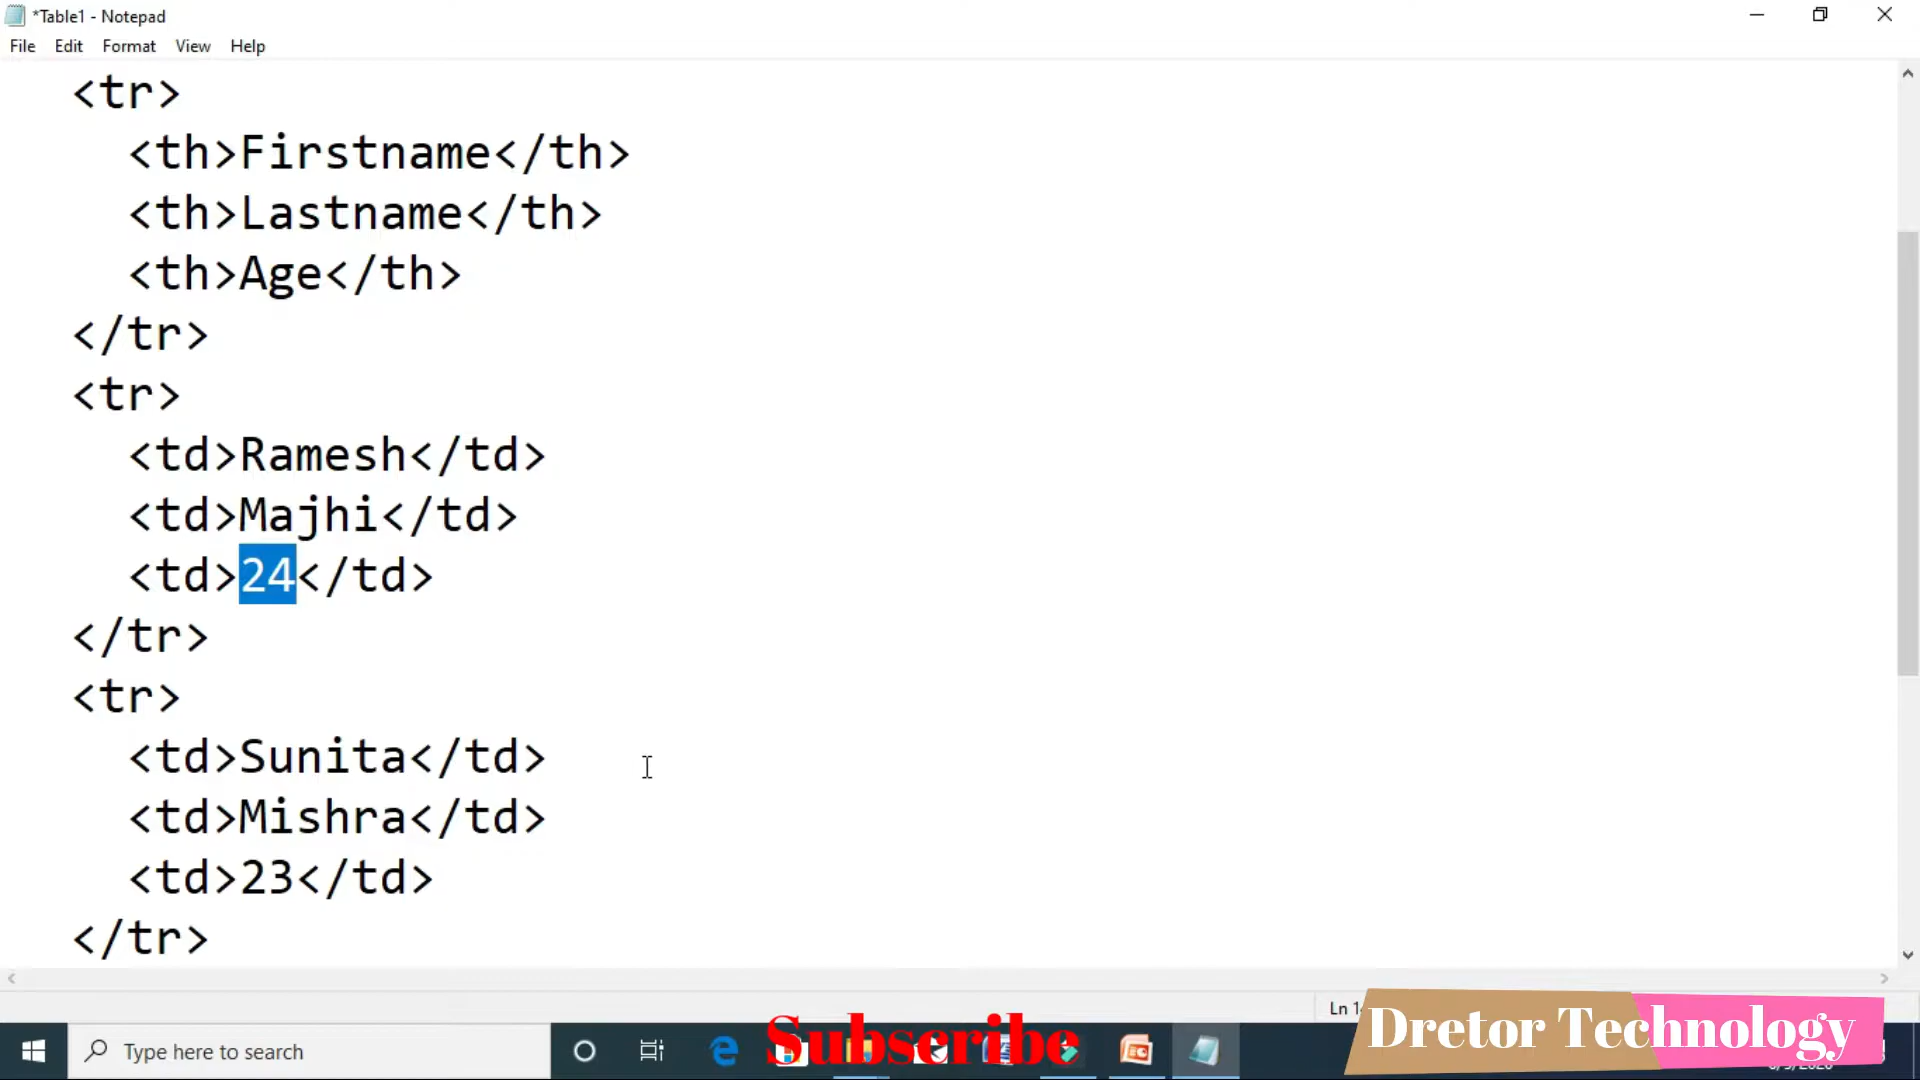 *Table1 - Notepad
File Edit Format View Help
<tr>
<th>Firstname</th>
<th>Lastname</th>
<th>Age</th>
</tr>
<tr>
<td>Ramesh</td>
<td>Majhi</td>
<td>24</td>
</tr>
<tr>
<td>Sunita</td>
<td>Mishra</td>
<td>23</td>
</tr>
Type here to search
Subscribe
Dretor Technology